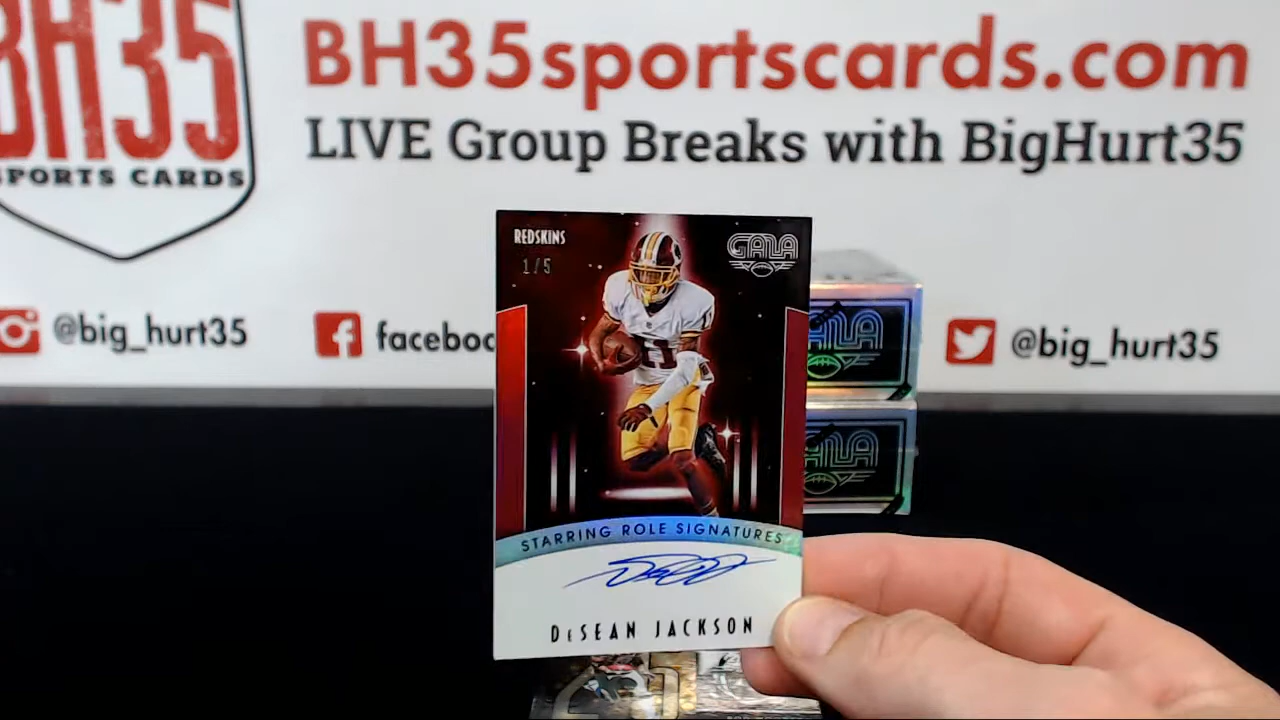 BH35
SPORTS CARDS
BH35sportscards.com
LIVE Group Breaks with BigHurt35
@big_hurt35
faceboo
@big_hurt35
REDSKINS
1/5
GALA
11
STARRING ROLE SIGNATURES
DeSEAN JACKSON
GALA
GALA